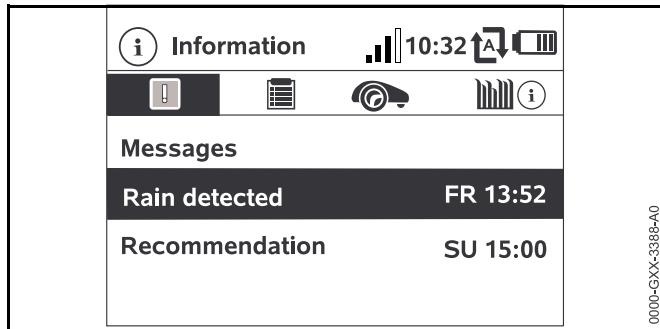 i Information 10:32 A
! i
Messages
Rain detected FR 13:52
Recommendation SU 15:00
0000-GXX-3388-A0